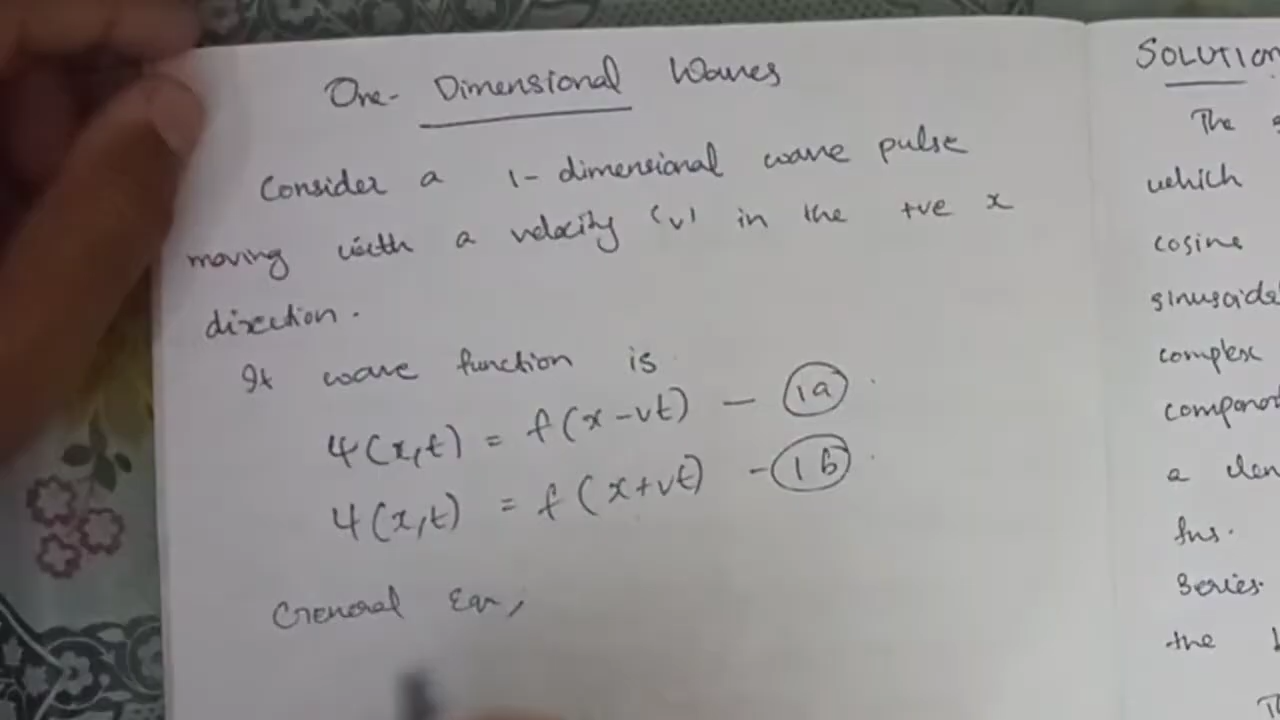 One-Dimensional Waves
Consider a 1-dimensional wave pulse
moving with a velocity 'v' in the +ve x
direction.
It wave function is
Ψ(x,t) = f(x-vt) - 1a
Ψ(x,t) = f(x+vt) - 1b
General Eqn,
SOLUTION
The
which
cosine
sinusoidal
complex
a
fns.
Series.
the